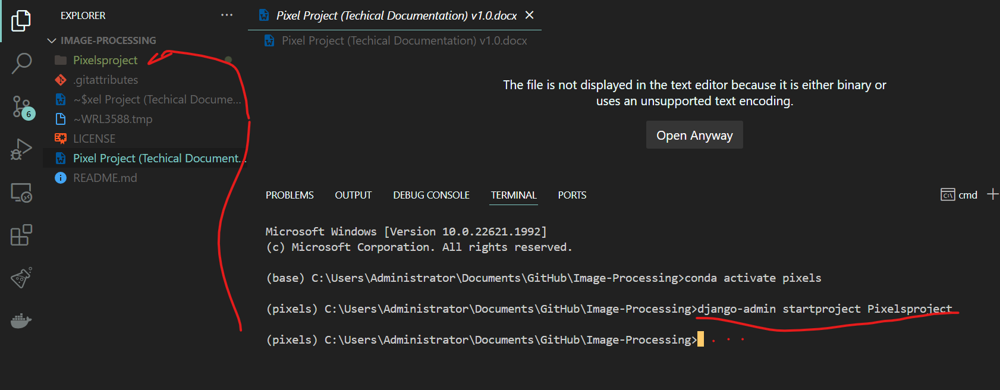 EXPLORER
IMAGE-PROCESSING
Pixelsproject
.gitattributes
~$xel Project (Techical Docume...
~WRL3588.tmp
LICENSE
Pixel Project (Techical Document...
README.md
6
Pixel Project (Techical Documentation) v1.0.docx
Pixel Project (Techical Documentation) v1.0.docx
The file is not displayed in the text editor because it is either binary or
uses an unsupported text encoding.
Open Anyway
PROBLEMS OUTPUT DEBUG CONSOLE TERMINAL PORTS
cmd
Microsoft Windows [Version 10.0.22621.1992]
(c) Microsoft Corporation. All rights reserved.
(base) C:\Users\Administrator\Documents\GitHub\Image-Processing>conda activate pixels
(pixels) C:\Users\Administrator\Documents\GitHub\Image-Processing>django-admin startproject Pixelsproject
(pixels) C:\Users\Administrator\Documents\GitHub\Image-Processing>